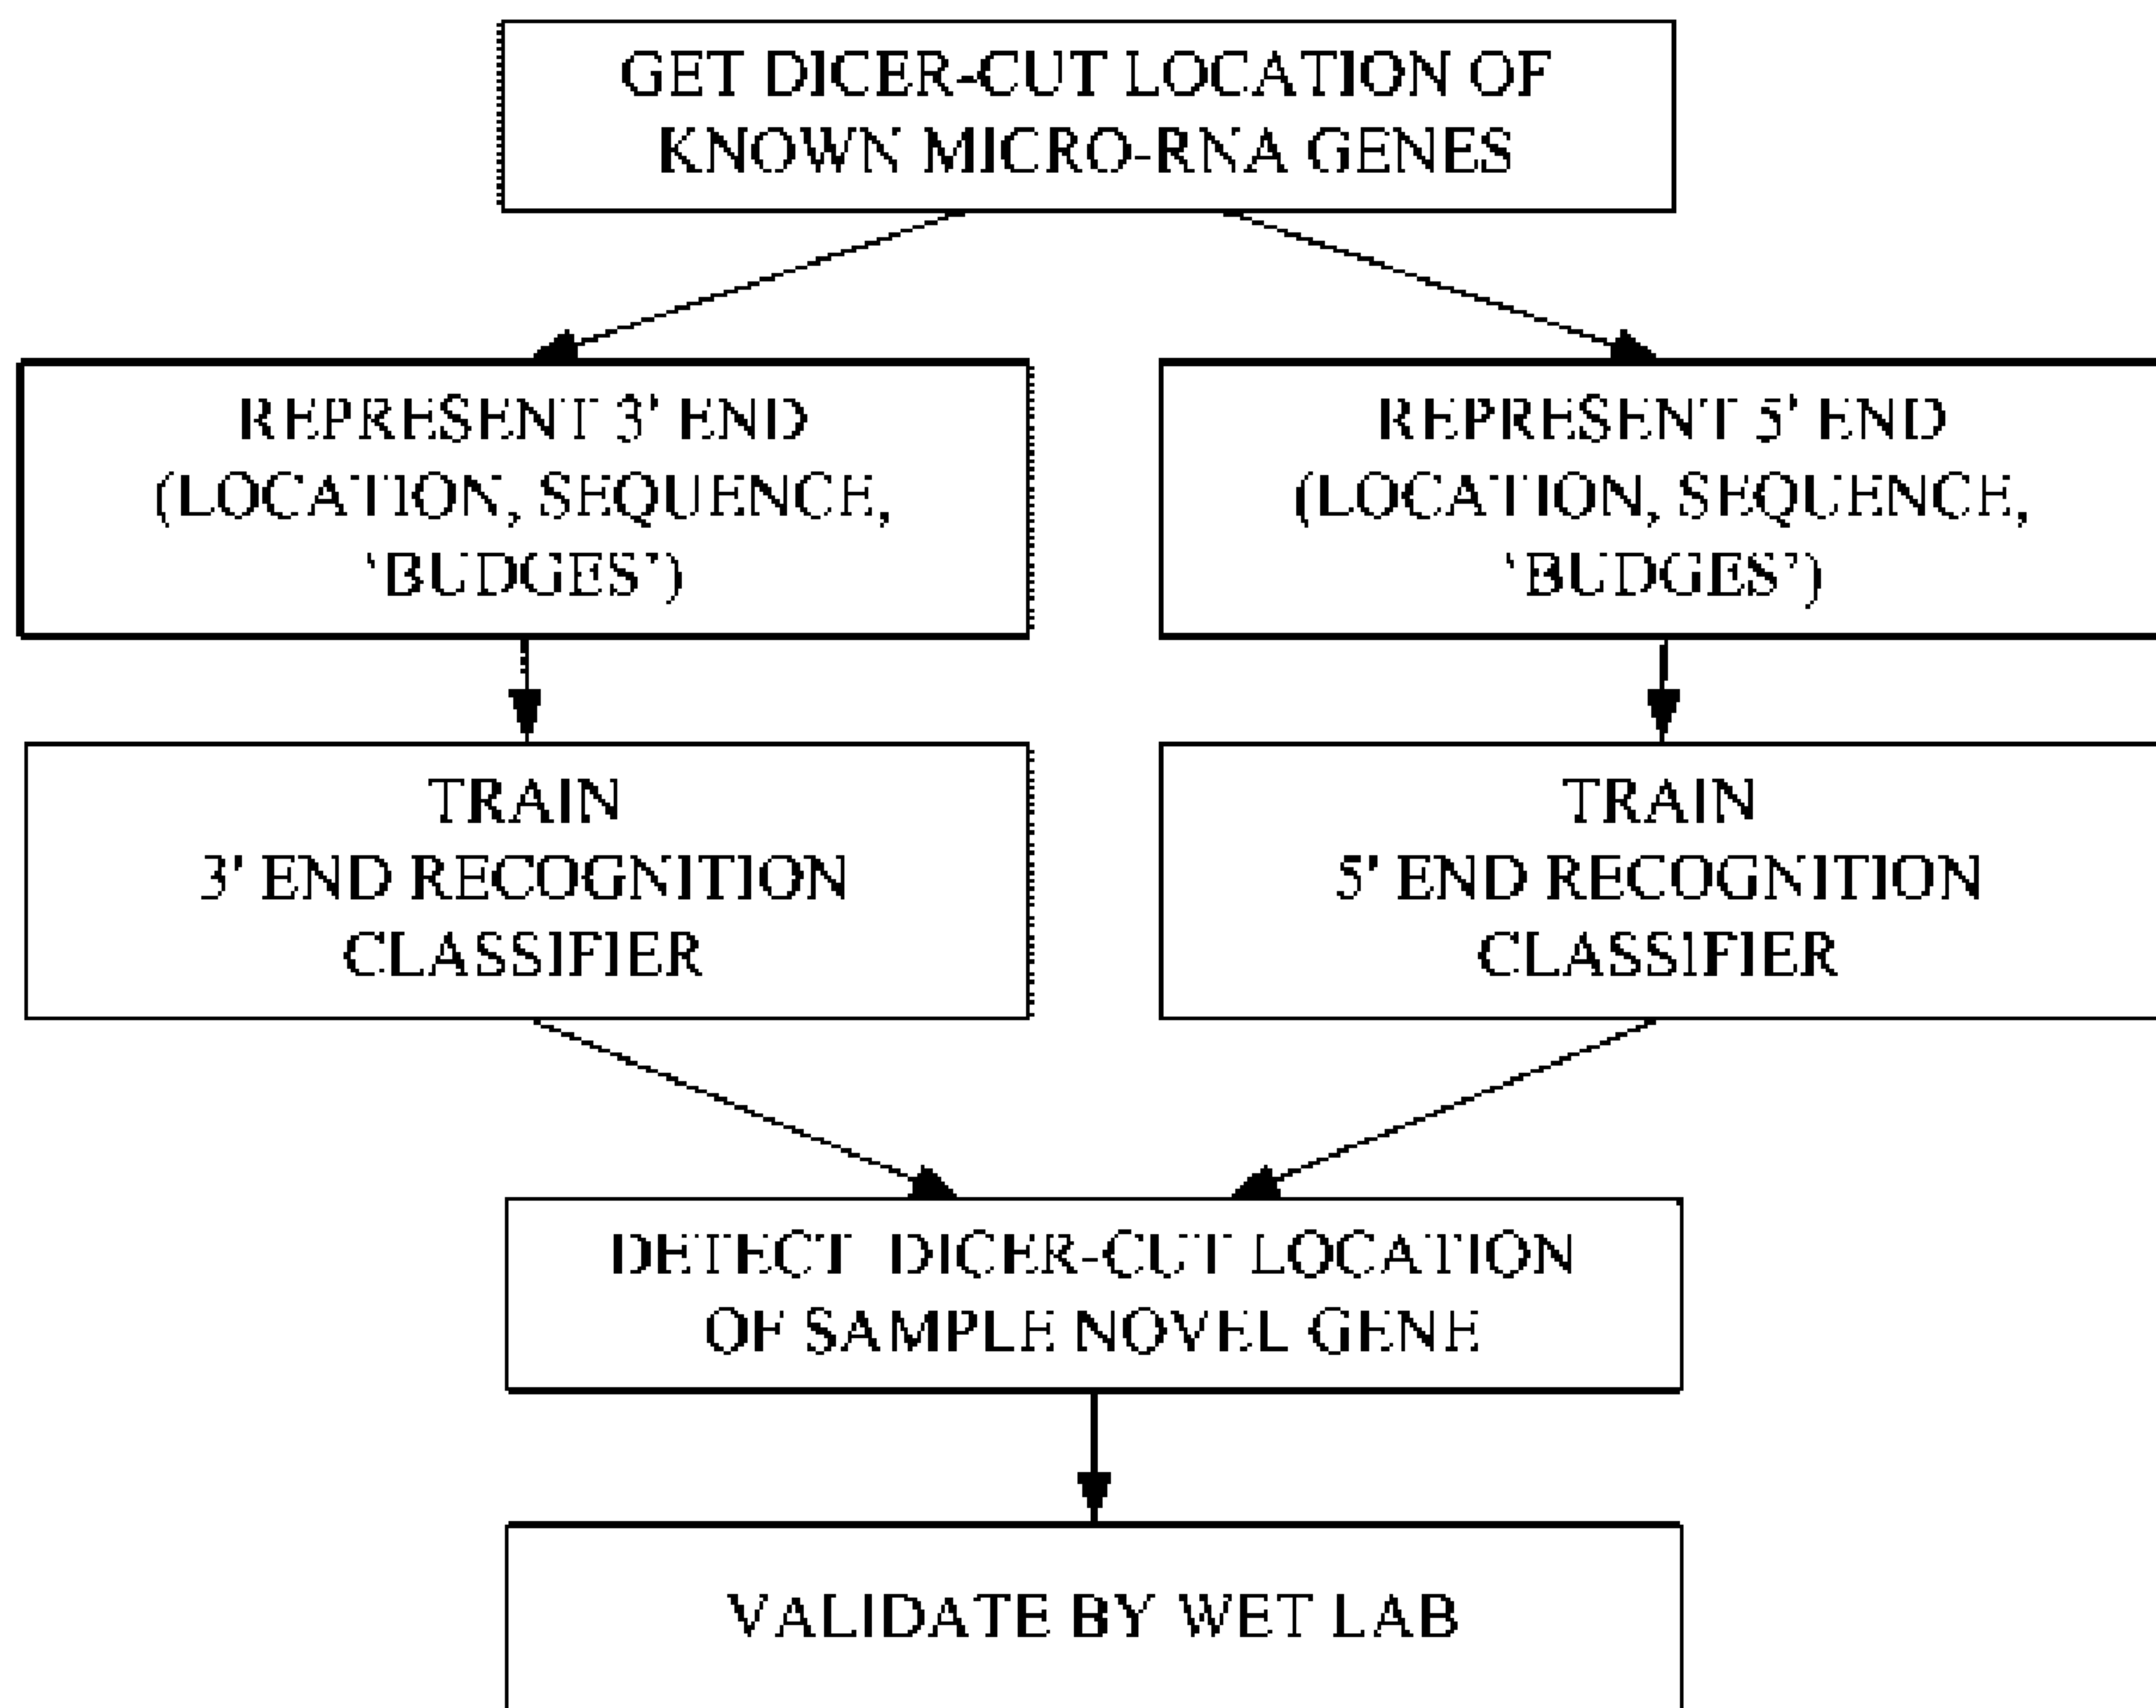 GET DICER-CUT LOCATION OF
KNOWN MICRO-RNA GENES
REPRESENT 3' END
(LOCATION, SEQUENCE,
'BUDGES')
REPRESENT 5' END
(LOCATION, SEQUENCE,
'BUDGES')
TRAIN
3' END RECOGNITION
CLASSIFIER
TRAIN
5' END RECOGNITION
CLASSIFIER
DETECT DICER-CUT LOCATION
OF SAMPLE NOVEL GENE
VALIDATE BY WET LAB